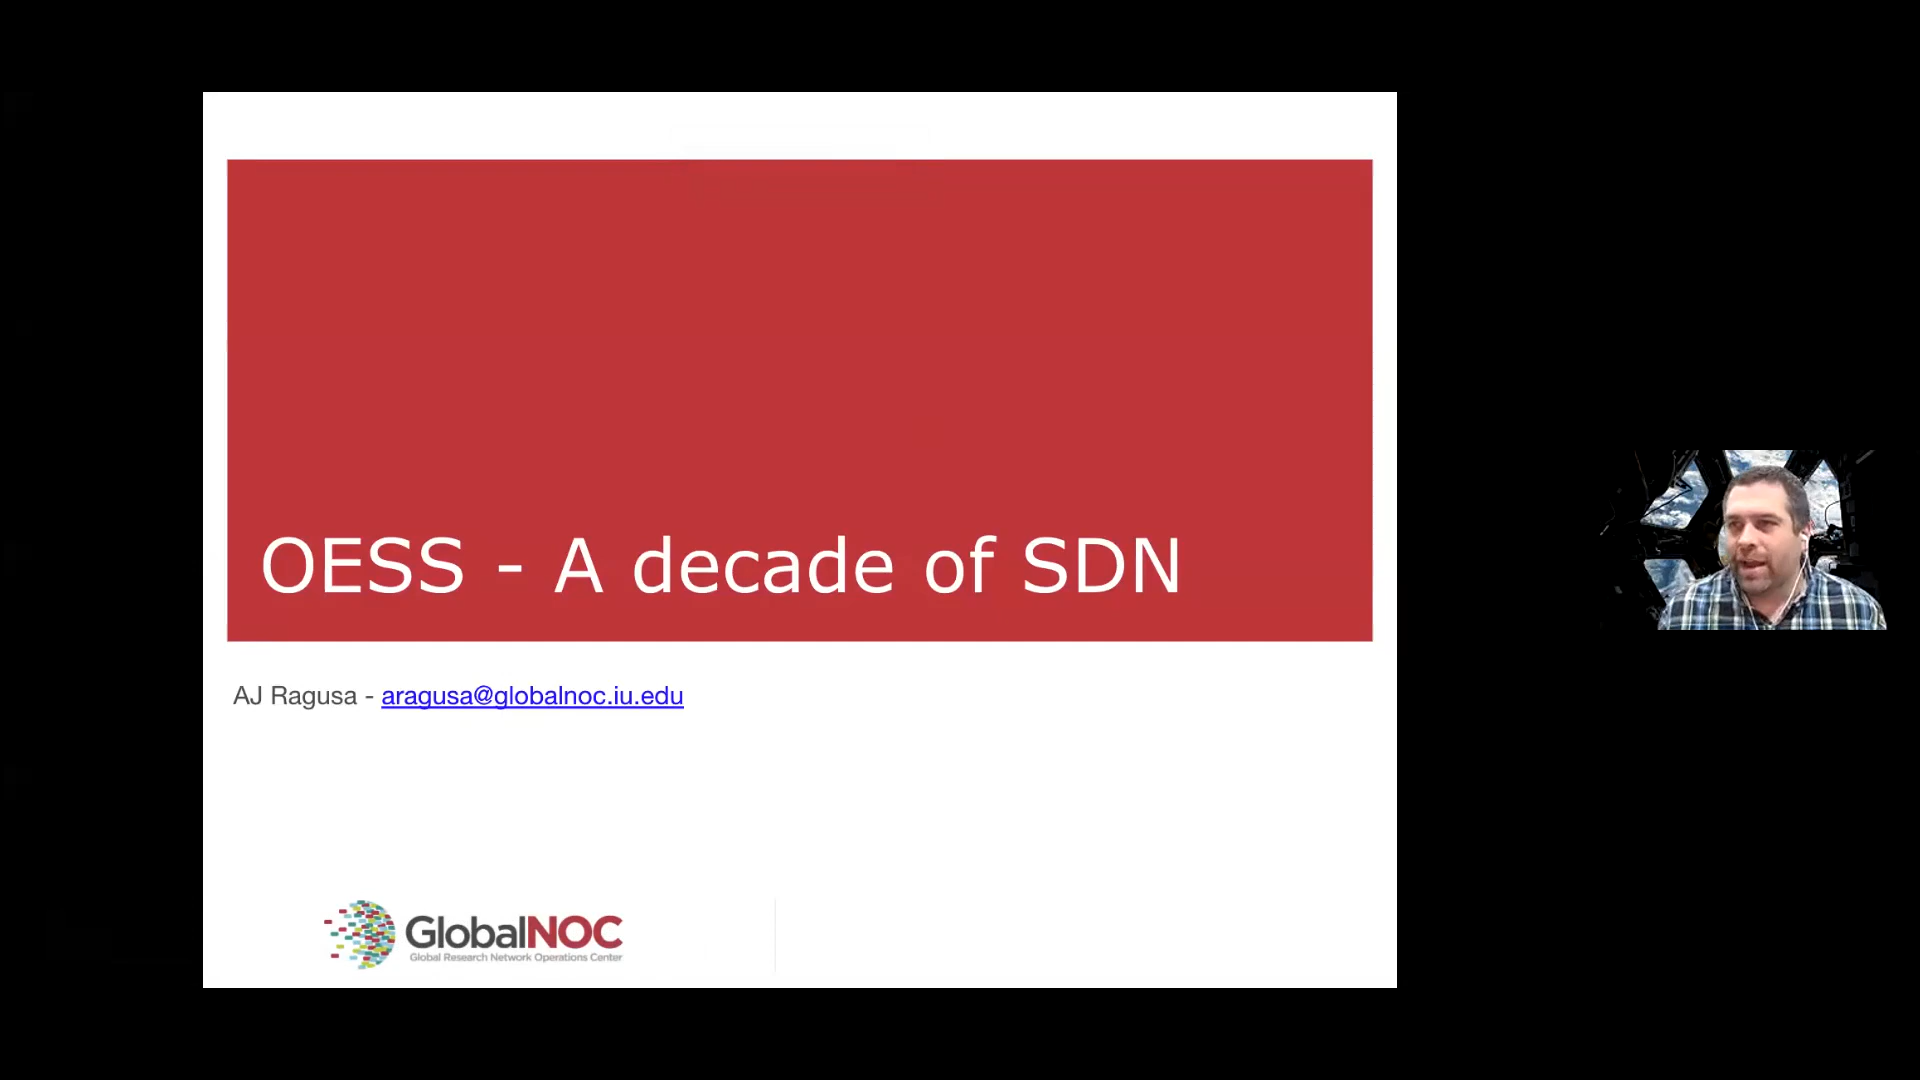 OESS - A decade of SDN
AJ Ragusa - aragusa@globalnoc.iu.edu
GlobalNOC
Global Research Network Operations Center